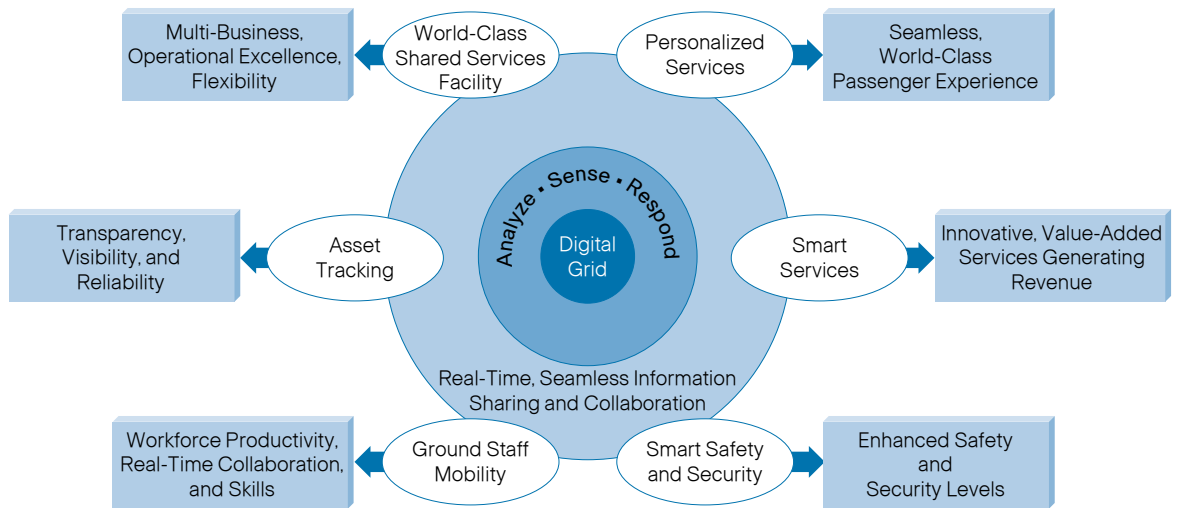 Multi-Business,
Operational Excellence,
Flexibility
World-Class
Shared Services
Facility
Personalized
Services
Seamless,
World-Class
Passenger Experience
Analyze • Sense • Respond
Digital
Grid
Transparency,
Visibility, and
Reliability
Asset
Tracking
Smart
Services
Innovative, Value-Added
Services Generating
Revenue
Real-Time, Seamless Information
Sharing and Collaboration
Workforce Productivity,
Real-Time Collaboration,
and Skills
Ground Staff
Mobility
Smart Safety
and Security
Enhanced Safety
and
Security Levels